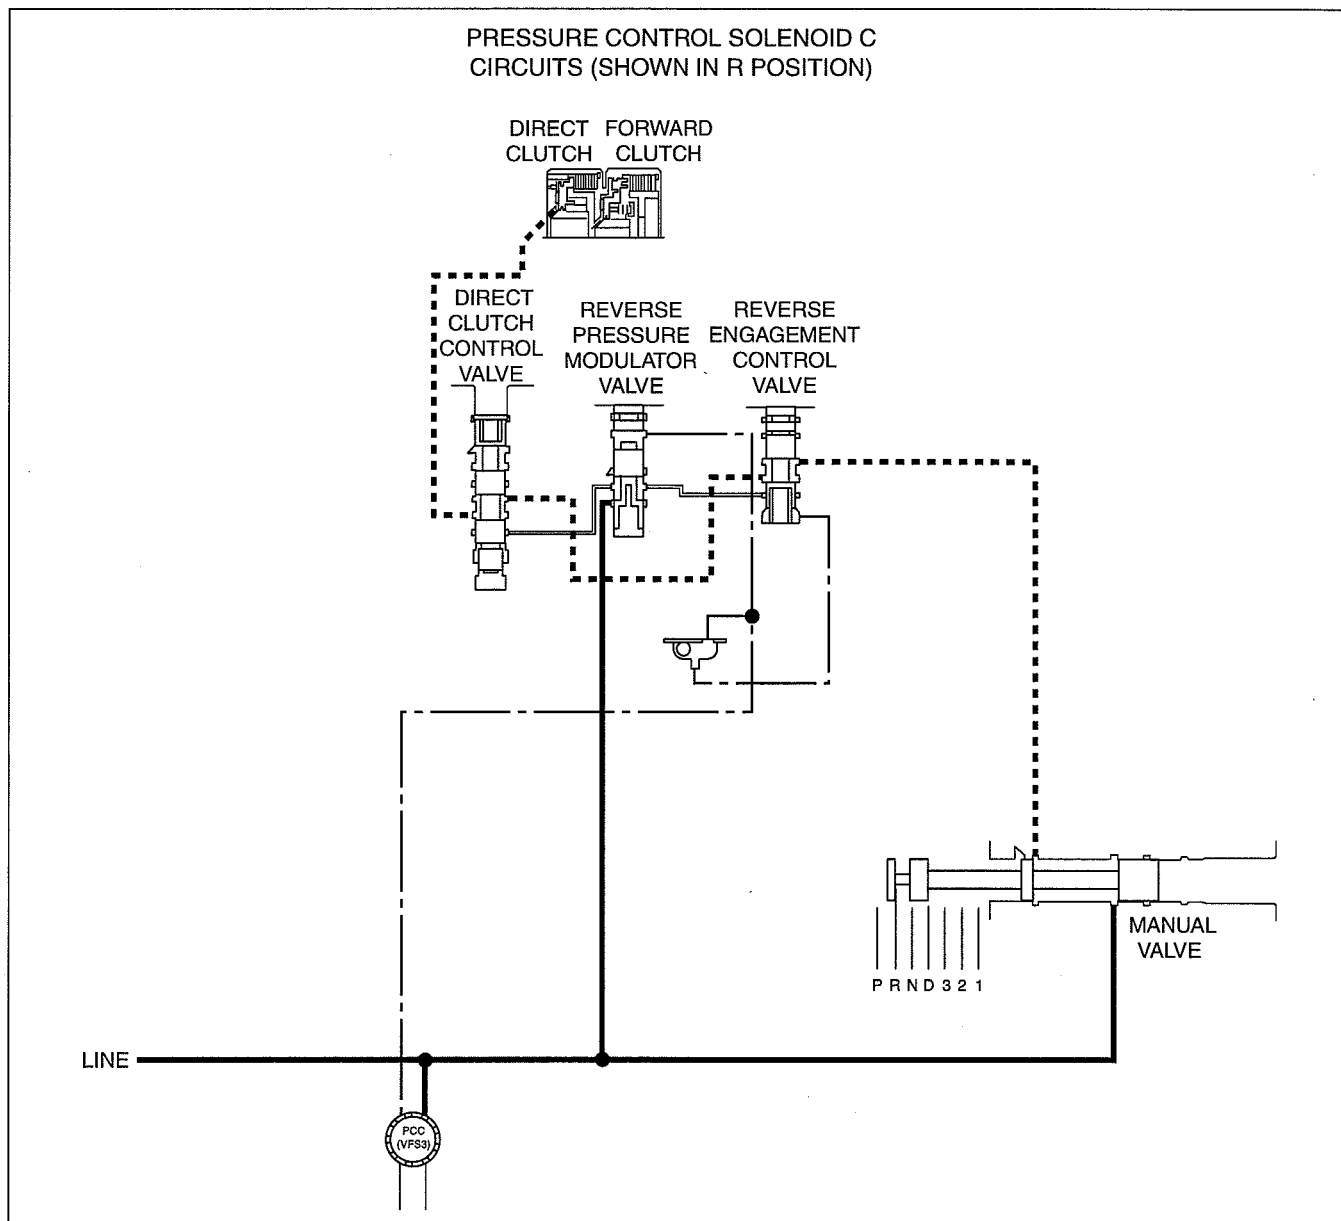 PRESSURE CONTROL SOLENOID C
CIRCUITS (SHOWN IN R POSITION)
DIRECT
CLUTCH
FORWARD
CLUTCH
DIRECT
CLUTCH
CONTROL
VALVE
REVERSE
PRESSURE
MODULATOR
VALVE
REVERSE
ENGAGEMENT
CONTROL
VALVE
MANUAL
VALVE
P R N D 3 2 1
LINE
PCC
(VFS3)